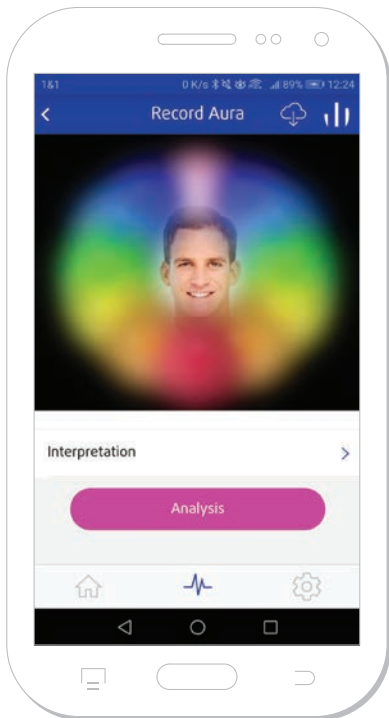 1&1 0 K/s 89% 12:24
Record Aura
Interpretation
Analysis